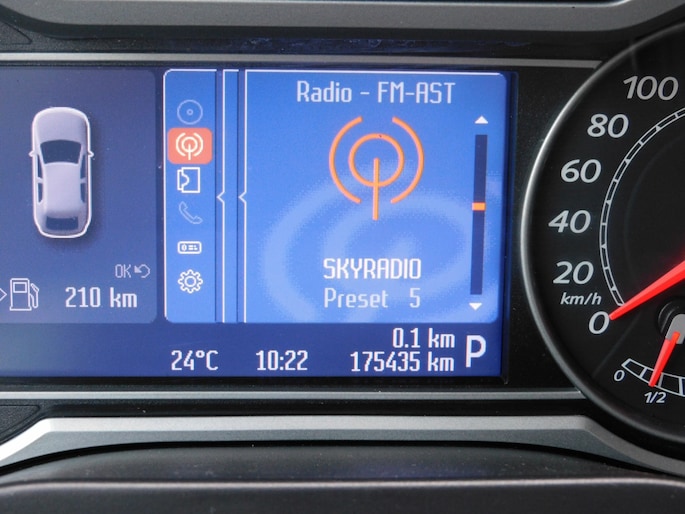 Radio - FM-AST
SKYRADIO
Preset 5
OK
210 km
0.1 km
24°C 10:22 175435 km P
100
80
60
40
20
km/h
0
0
1/2